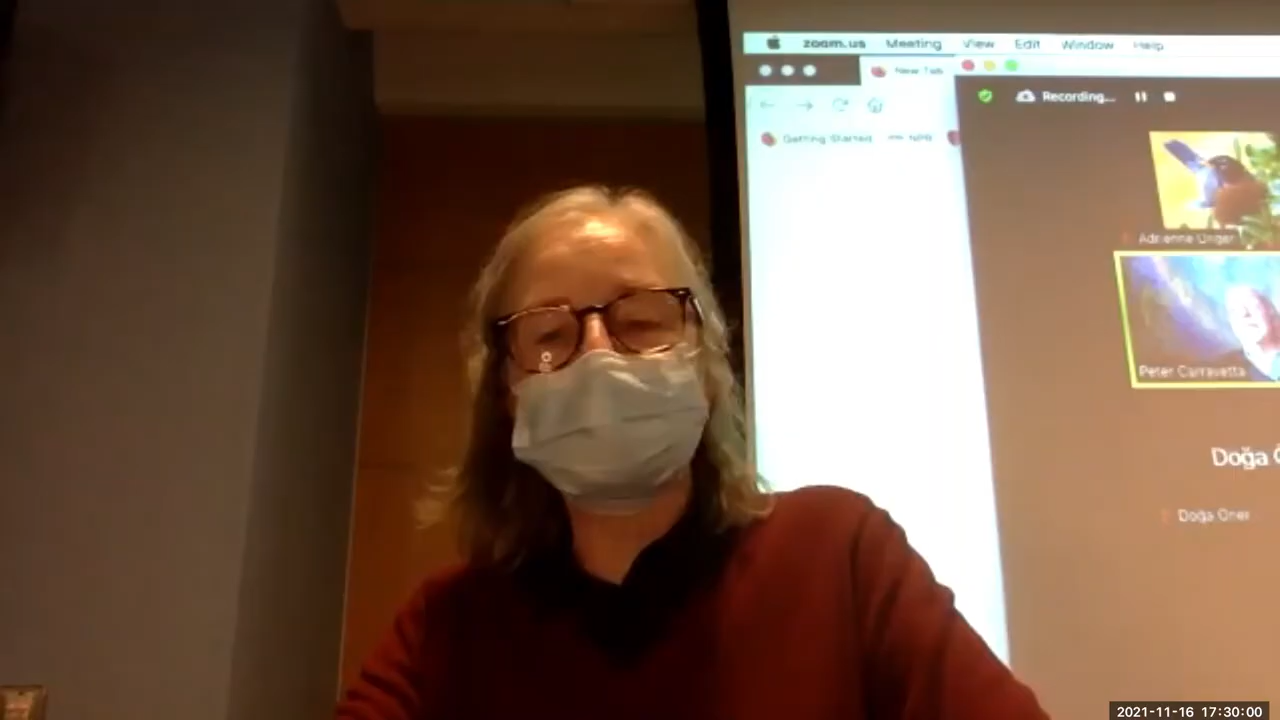 zoom.us Meeting View Edit Window Help
New Tab
Recording...
Getting Started NPR
Adrienne Unger
Peter Carravetta
Doğa
Doğa Oner
2021-11-16 17:30:00